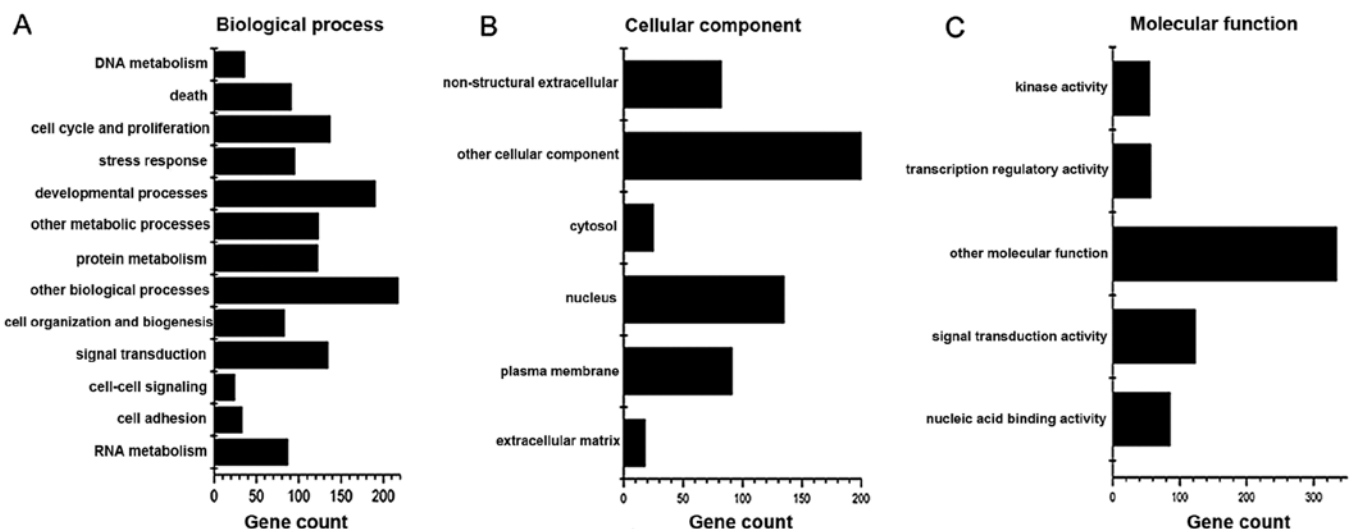 A
Biological process
DNA metabolism
death
cell cycle and proliferation
stress response
developmental processes
other metabolic processes
protein metabolism
other biological processes
cell organization and biogenesis
signal transduction
cell-cell signaling
cell adhesion
RNA metabolism
0 50 100 150 200
Gene count
B
Cellular component
non-structural extracellular
other cellular component
cytosol
nucleus
plasma membrane
extracellular matrix
0 50 100 150 200
Gene count
C
Molecular function
kinase activity
transcription regulatory activity
other molecular function
signal transduction activity
nucleic acid binding activity
0 100 200 300
Gene count